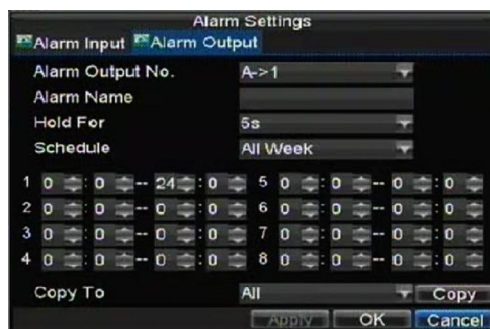 Alarm Settings
Alarm Input Alarm Output
Alarm Output No. A->1
Alarm Name
Hold For 5s
Schedule All Week
1 0 : 0 -- 24 : 0 5 0 : 0 -- 0 : 0
2 0 : 0 -- 0 : 0 6 0 : 0 -- 0 : 0
3 0 : 0 -- 0 : 0 7 0 : 0 -- 0 : 0
4 0 : 0 -- 0 : 0 8 0 : 0 -- 0 : 0
Copy To All Copy
Apply OK Cancel